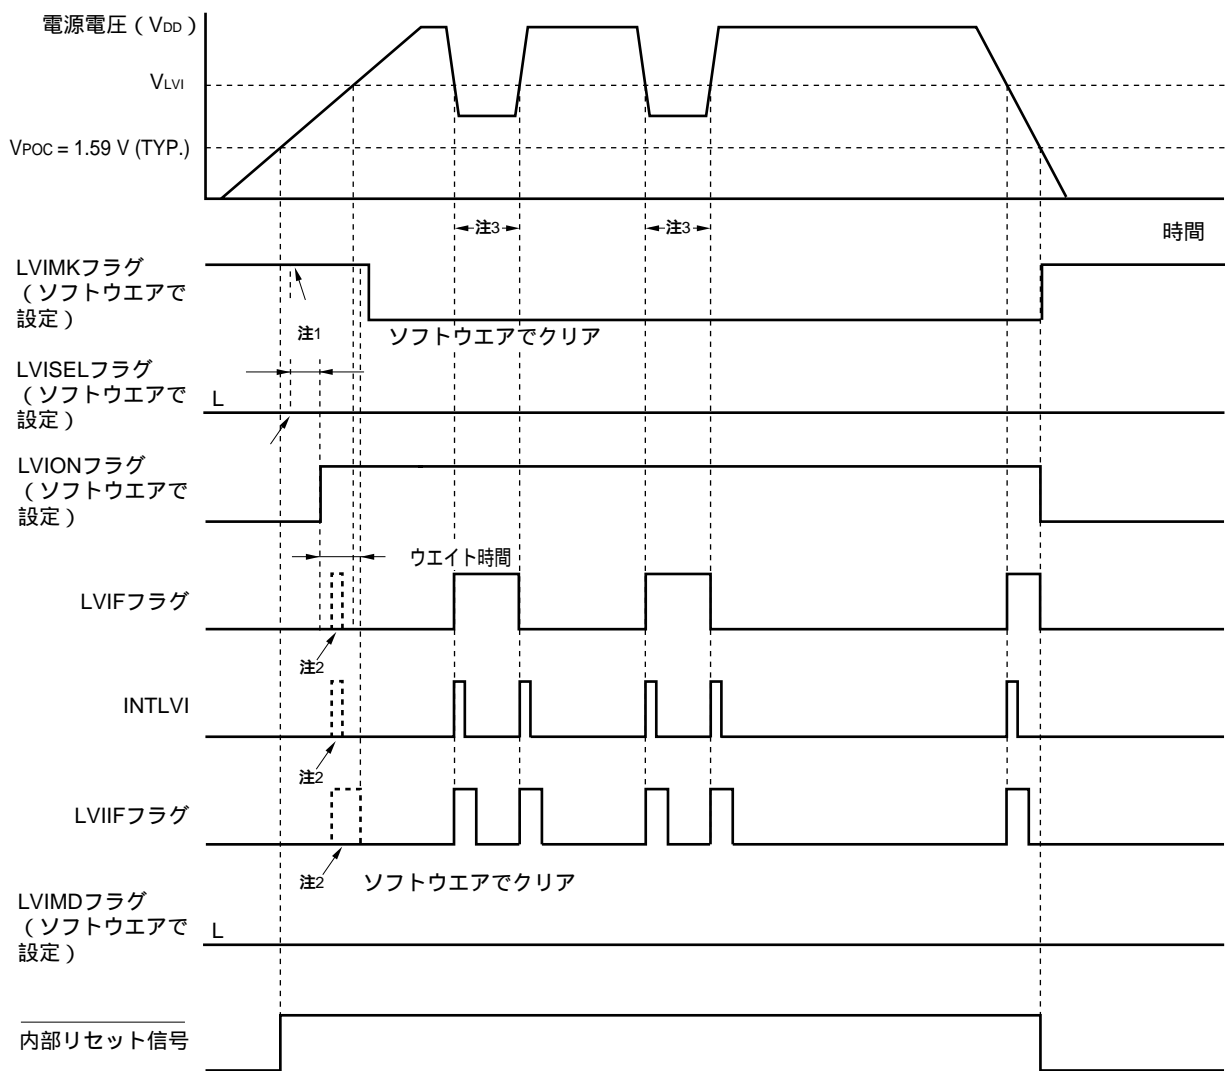 電源電圧（VDD）
VLVI
VPOC = 1.59 V (TYP.)
注3
注3
時間
LVIMKフラグ
（ソフトウエアで
設定）
注1
ソフトウエアでクリア
LVISELフラグ
（ソフトウエアで
設定）
L
LVIONフラグ
（ソフトウエアで
設定）
ウエイト時間
LVIFフラグ
注2
INTLVI
注2
LVIIFフラグ
注2
ソフトウエアでクリア
LVIMDフラグ
（ソフトウエアで
設定）
L
内部リセット信号